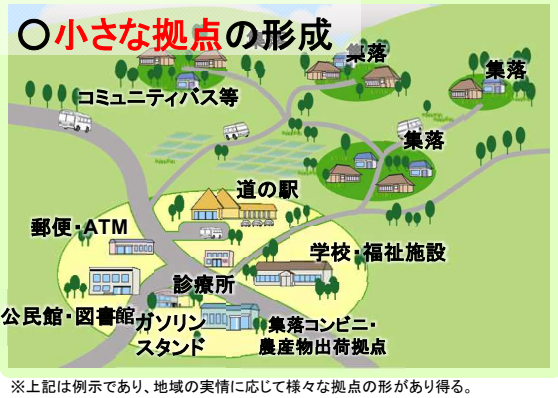 〇小さな拠点の形成
集落
集落
集落
コミュニティバス等
集落
道の駅
郵便・ATM
学校・福祉施設
診療所
公民館・図書館
ガソリン
スタンド
集落コンビニ・
農産物出荷拠点
※上記は例示であり、地域の実情に応じて様々な拠点の形があり得る。